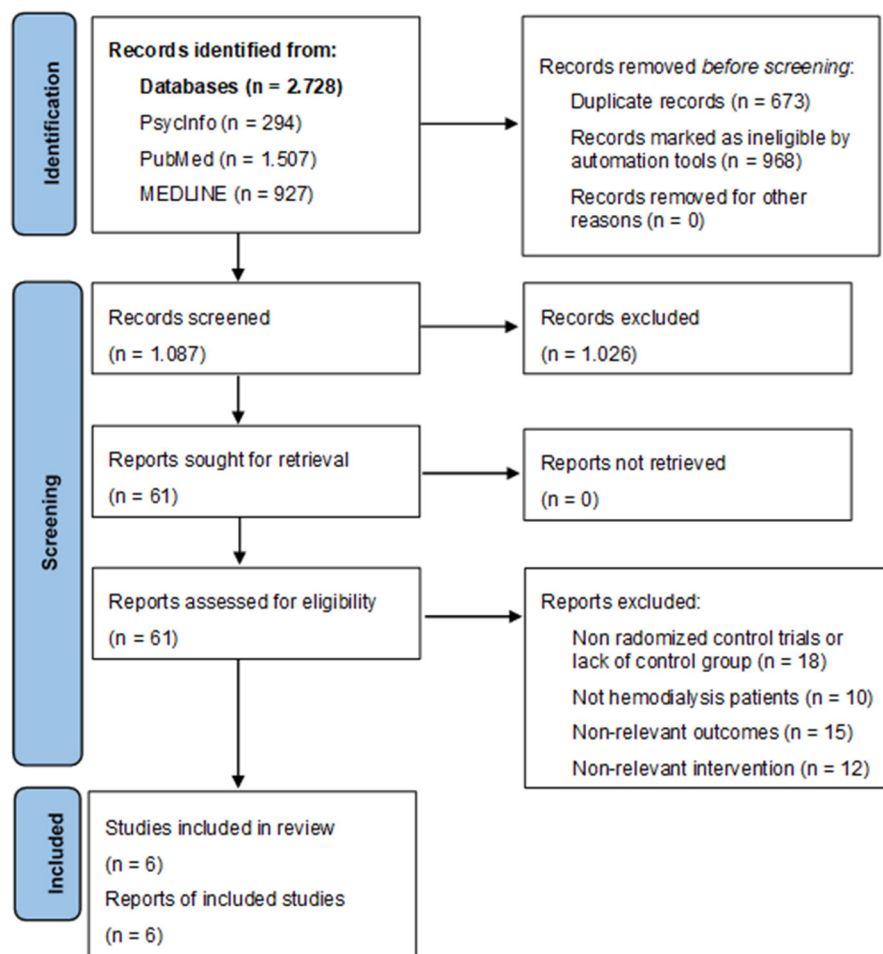 Identification
Records identified from:
Databases (n = 2.728)
PsycInfo (n = 294)
PubMed (n = 1.507)
MEDLINE (n = 927)
Records removed before screening:
Duplicate records (n = 673)
Records marked as ineligible by
automation tools (n = 968)
Records removed for other
reasons (n = 0)
Screening
Records screened
(n = 1.087)
Records excluded
(n = 1.026)
Reports sought for retrieval
(n = 61)
Reports not retrieved
(n = 0)
Reports assessed for eligibility
(n = 61)
Reports excluded:
Non radomized control trials or
lack of control group (n = 18)
Not hemodialysis patients (n = 10)
Non-relevant outcomes (n = 15)
Non-relevant intervention (n = 12)
Included
Studies included in review
(n = 6)
Reports of included studies
(n = 6)